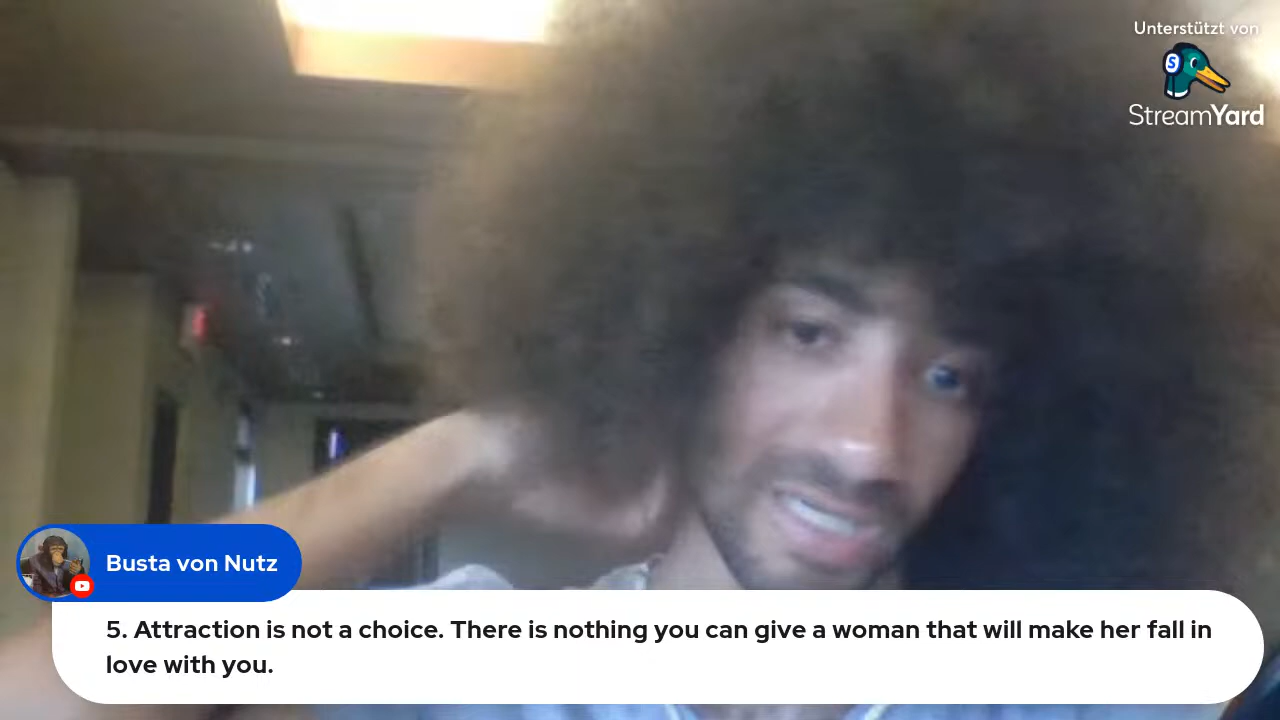 Unterstützt von
StreamYard
Busta von Nutz
5. Attraction is not a choice. There is nothing you can give a woman that will make her fall in
love with you.